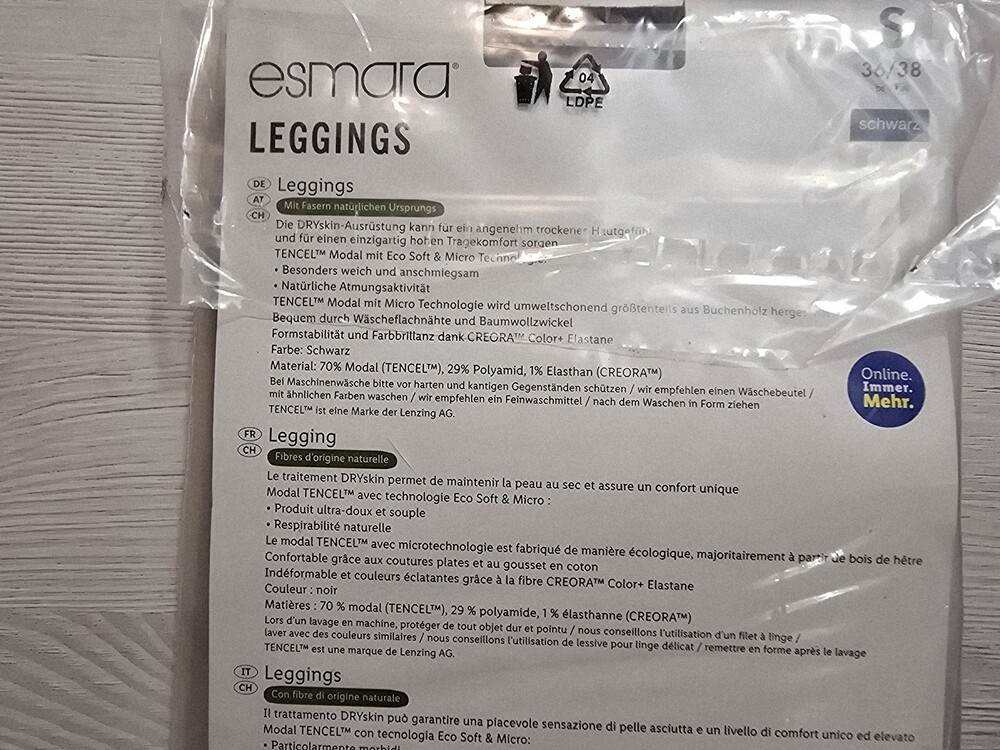 esmara®
04
LDPE
S
36/38
schwarz
LEGGINGS
DE
AT
CH
Leggings
Mit Fasern natürlichen Ursprungs
Die DRYskin-Ausrüstung kann für ein angenehm trockenes Hautgefühl
und für einen einzigartig hohen Tragekomfort sorgen
TENCEL™ Modal mit Eco Soft & Micro Technologie:
• Besonders weich und anschmiegsam
• Natürliche Atmungsaktivität
TENCEL™ Modal mit Micro Technologie wird umweltschonend größtenteils aus Buchenholz
Bequem durch Wäscheflachnähte und Baumwollzwickel
Formstabilität und Farbbrillanz dank CREORA™ Color+ Elastane
Farbe: Schwarz
Material: 70% Modal (TENCEL™), 29% Polyamid, 1% Elasthan (CREORA™)
Bei Maschinenwäsche bitte vor harten und kantigen Gegenständen schützen / wir empfehlen einen Wäschebeutel /
mit ähnlichen Farben waschen / wir empfehlen ein Feinwaschmittel / nach dem Waschen in Form ziehen
TENCEL™ ist eine Marke der Lenzing AG.
Online.
Immer.
Mehr.
FR
CH
Legging
Fibres d'origine naturelle
Le traitement DRYskin permet de maintenir la peau au sec et assure un confort unique
Modal TENCEL™ avec technologie Eco Soft & Micro :
• Produit ultra-doux et souple
• Respirabilité naturelle
Le modal TENCEL™ avec microtechnologie est fabriqué de manière écologique, majoritairement à partir de bois de hêtre
Confortable grâce aux coutures plates et au gousset en coton
Indéformable et couleurs éclatantes grâce à la fibre CREORA™ Color+ Elastane
Couleur : noir
Matières : 70 % modal (TENCEL™), 29 % polyamide, 1 % élasthanne (CREORA™)
Lors d'un lavage en machine, protéger de tout objet dur et pointu / nous conseillons l'utilisation d'un filet à linge /
laver avec des couleurs similaires / nous conseillons l'utilisation de lessive pour linge délicat / remettre en forme après le lavage
TENCEL™ est une marque de Lenzing AG.
IT
CH
Leggings
Con fibre di origine naturale
Il trattamento DRYskin può garantire una piacevole sensazione di pelle asciutta e un livello di comfort unico ed elevato
Modal TENCEL™ con tecnologia Eco Soft & Micro:
• Particolarmente morbidi